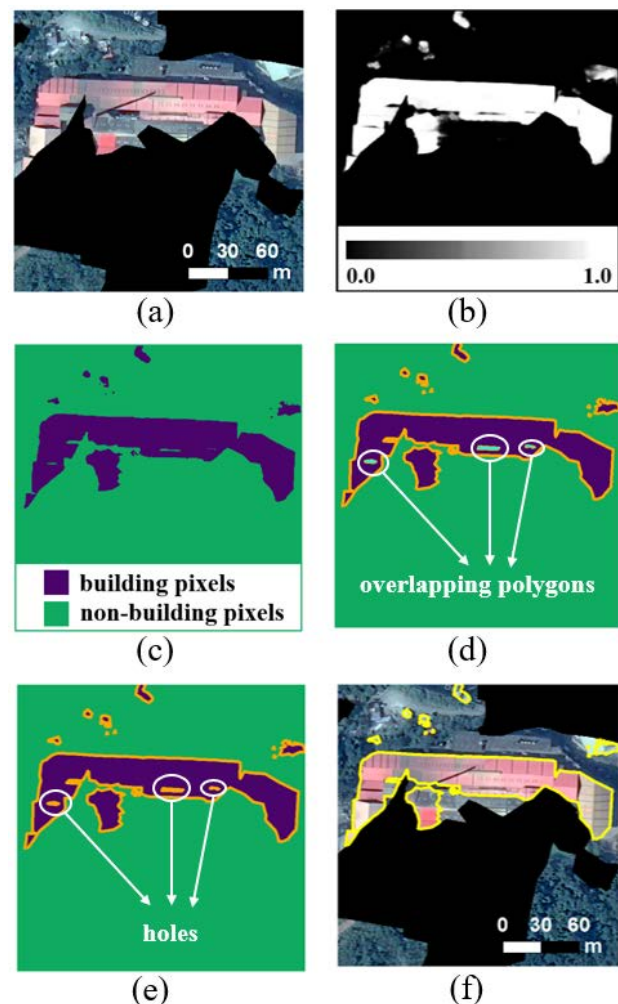 0 30 60
m
(a)
0.0 1.0
(b)
building pixels
non-building pixels
(c)
overlapping polygons
(d)
holes
(e)
0 30 60
m
(f)